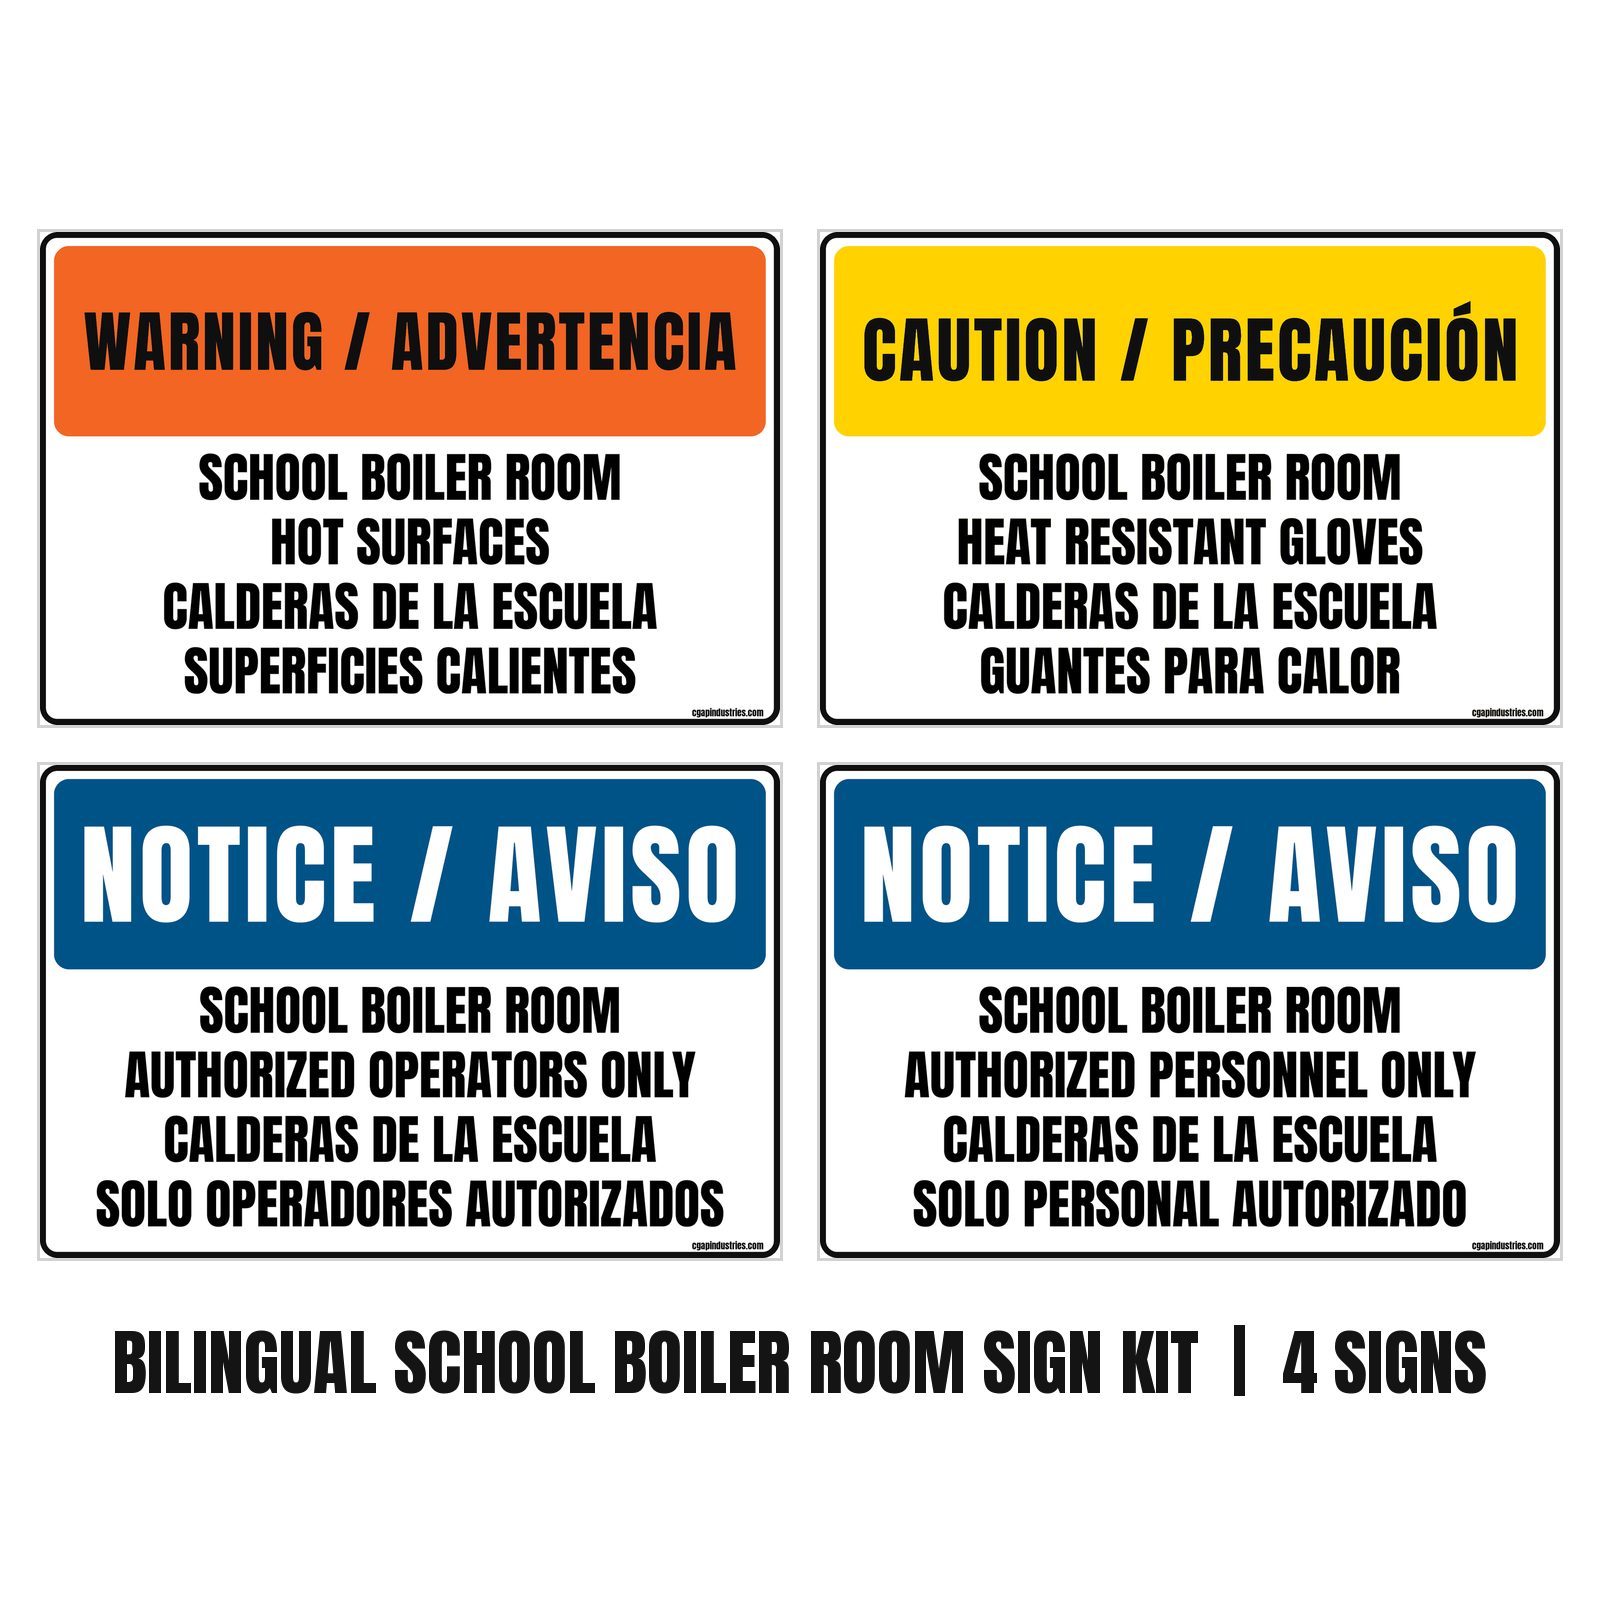 WARNING / ADVERTENCIA
SCHOOL BOILER ROOM
HOT SURFACES
CALDERAS DE LA ESCUELA
SUPERFICIES CALIENTES
cgapindustries.com
CAUTION / PRECAUCIÓN
SCHOOL BOILER ROOM
HEAT RESISTANT GLOVES
CALDERAS DE LA ESCUELA
GUANTES PARA CALOR
cgapindustries.com
NOTICE / AVISO
SCHOOL BOILER ROOM
AUTHORIZED OPERATORS ONLY
CALDERAS DE LA ESCUELA
SOLO OPERADORES AUTORIZADOS
cgapindustries.com
NOTICE / AVISO
SCHOOL BOILER ROOM
AUTHORIZED PERSONNEL ONLY
CALDERAS DE LA ESCUELA
SOLO PERSONAL AUTORIZADO
cgapindustries.com
BILINGUAL SCHOOL BOILER ROOM SIGN KIT | 4 SIGNS